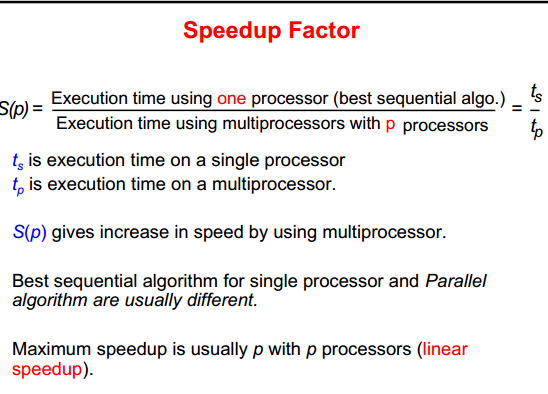 Speedup Factor
S(p) = Execution time using one processor (best sequential algo.) = ts
Execution time using multiprocessors with p processors tp
ts is execution time on a single processor
tp is execution time on a multiprocessor.
S(p) gives increase in speed by using multiprocessor.
Best sequential algorithm for single processor and Parallel
algorithm are usually different.
Maximum speedup is usually p with p processors (linear
speedup).